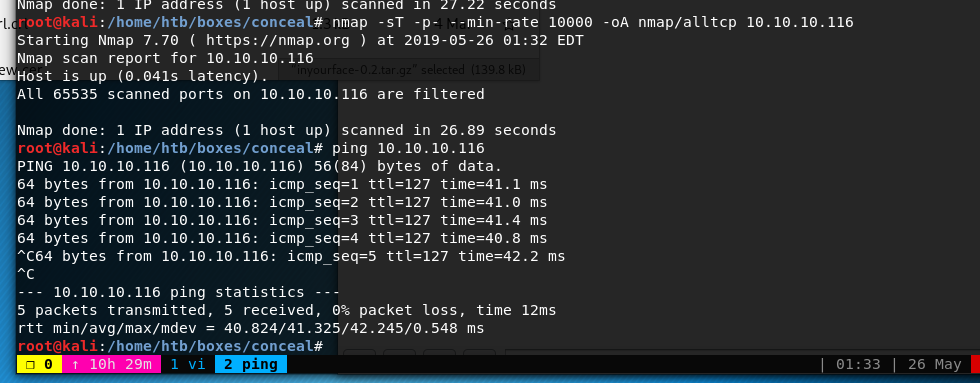 Nmap done: 1 IP address (1 host up) scanned in 27.22 seconds
root@kali:/home/htb/boxes/conceal# nmap -sT -p- --min-rate 10000 -oA nmap/alltcp 10.10.10.116
Starting Nmap 7.70 ( https://nmap.org ) at 2019-05-26 01:32 EDT
Nmap scan report for 10.10.10.116
Host is up (0.041s latency).
"inyourface-0.2.tar.gz" selected (139.8 kB)
All 65535 scanned ports on 10.10.10.116 are filtered
Nmap done: 1 IP address (1 host up) scanned in 26.89 seconds
root@kali:/home/htb/boxes/conceal# ping 10.10.10.116
PING 10.10.10.116 (10.10.10.116) 56(84) bytes of data.
64 bytes from 10.10.10.116: icmp_seq=1 ttl=127 time=41.1 ms
64 bytes from 10.10.10.116: icmp_seq=2 ttl=127 time=41.0 ms
64 bytes from 10.10.10.116: icmp_seq=3 ttl=127 time=41.4 ms
64 bytes from 10.10.10.116: icmp_seq=4 ttl=127 time=40.8 ms
^C64 bytes from 10.10.10.116: icmp_seq=5 ttl=127 time=42.2 ms
^C
--- 10.10.10.116 ping statistics ---
5 packets transmitted, 5 received, 0% packet loss, time 12ms
rtt min/avg/max/mdev = 40.824/41.325/42.245/0.548 ms
root@kali:/home/htb/boxes/conceal#
❐ 0 ↑ 10h 29m 1 vi 2 ping | 01:33 | 26 May